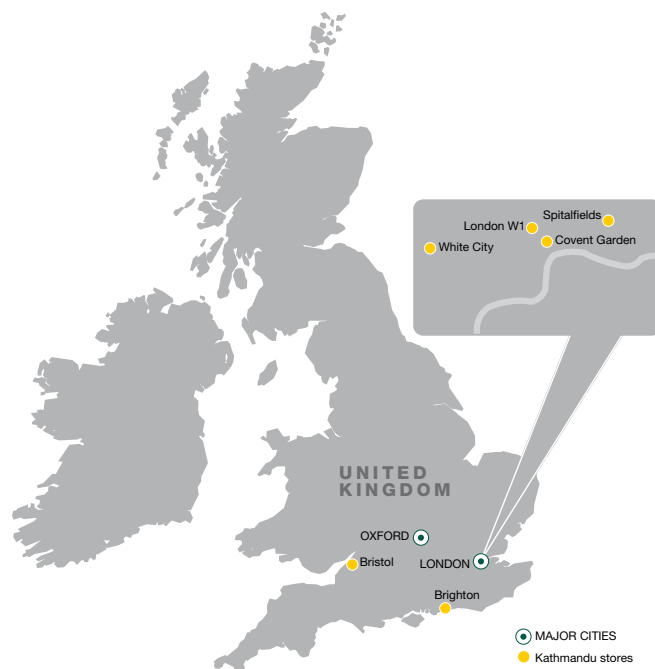 Spitalfields
London W1
Covent Garden
White City
UNITED
KINGDOM
OXFORD
Bristol
LONDON
Brighton
MAJOR CITIES
Kathmandu stores